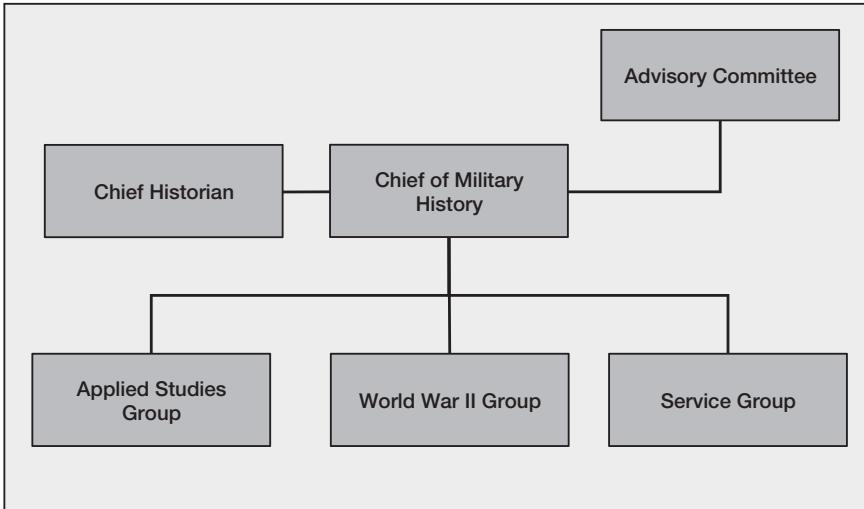 Advisory Committee
Chief Historian
Chief of Military
History
Applied Studies
Group
World War II Group
Service Group